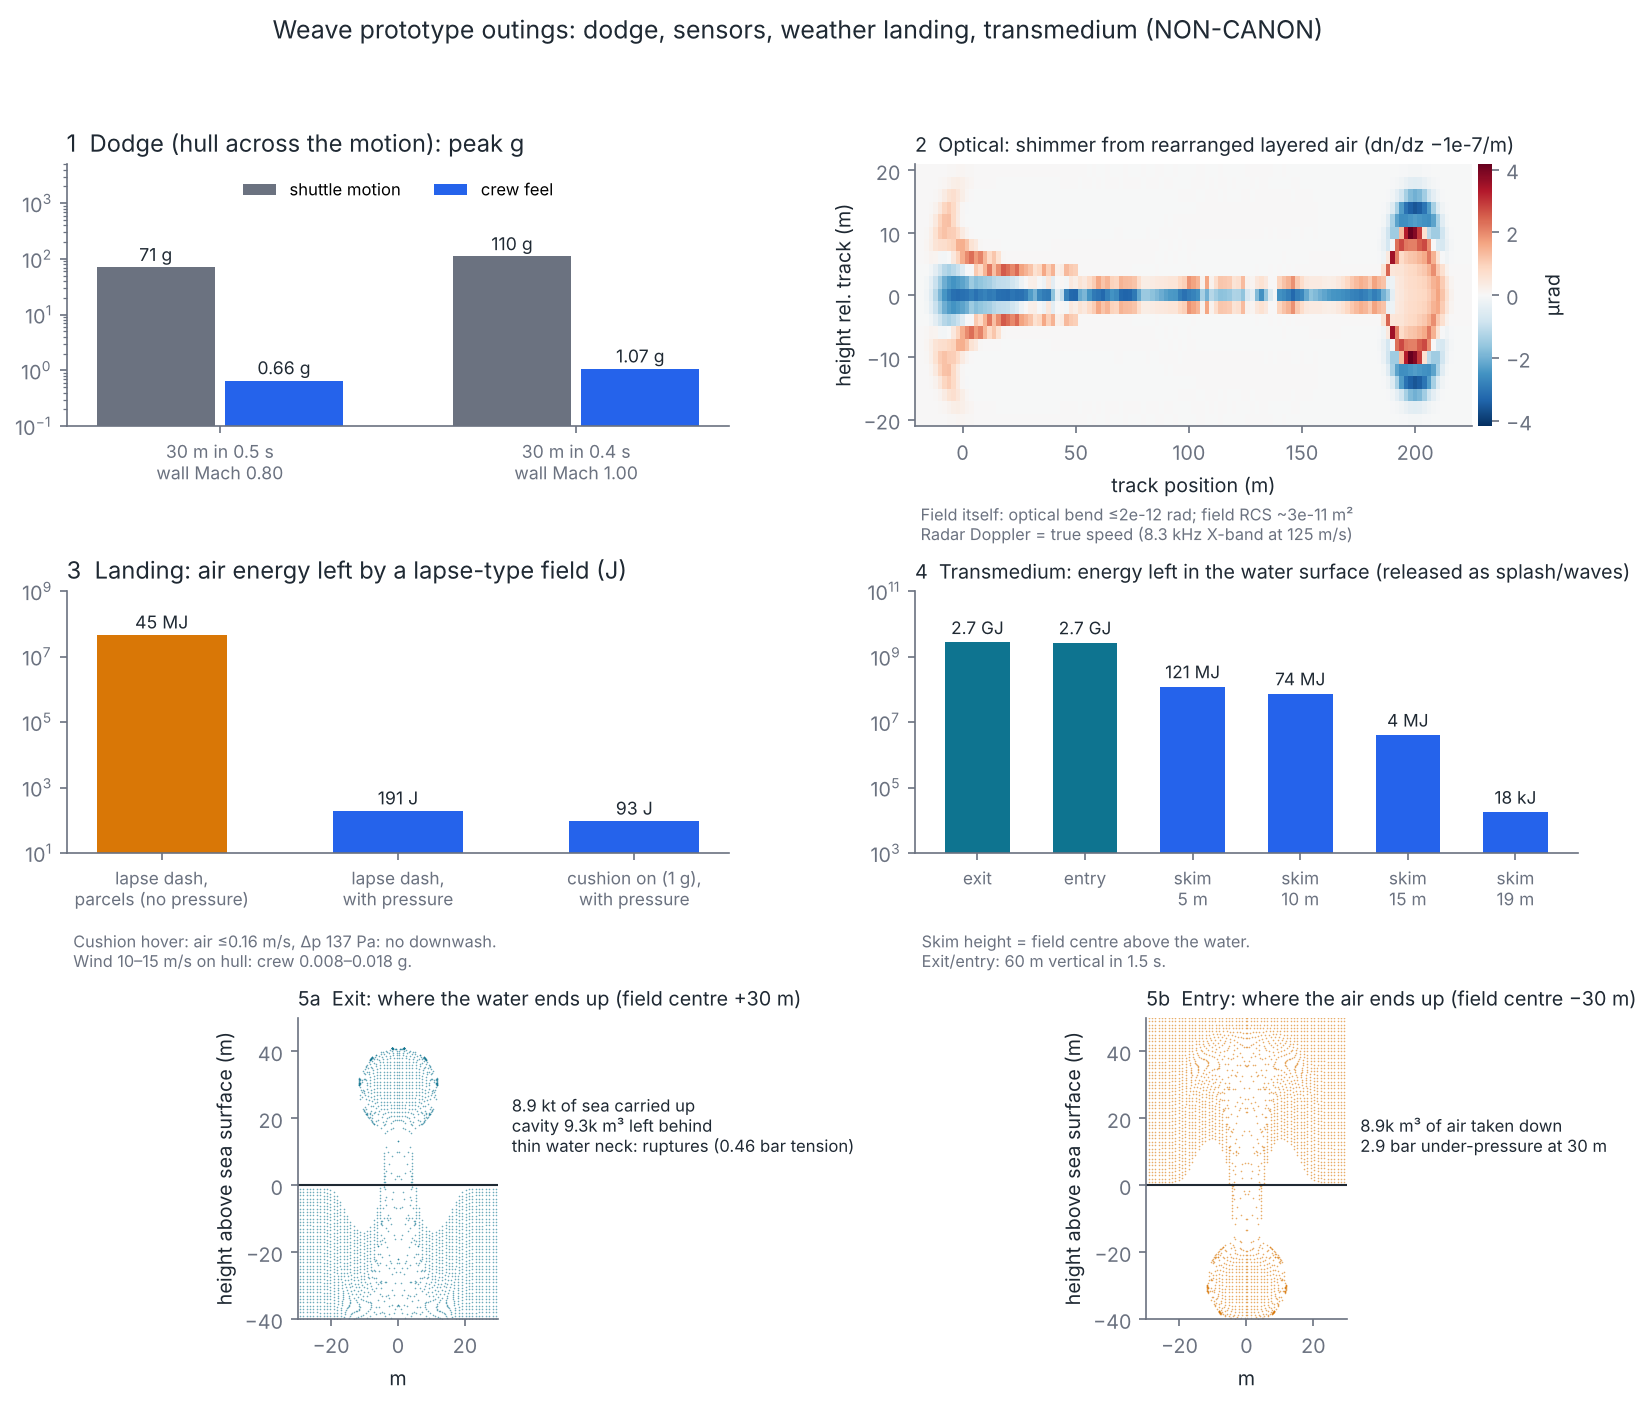 Weave prototype outings: dodge, sensors, weather landing, transmedium (NON-CANON)
1 Dodge (hull across the motion): peak g
shuttle motion
crew feel
10³
10²
10¹
10⁰
10⁻¹
71 g
0.66 g
110 g
1.07 g
30 m in 0.5 s
wall Mach 0.80
30 m in 0.4 s
wall Mach 1.00
2 Optical: shimmer from rearranged layered air (dn/dz −1e-7/m)
height rel. track (m)
20
10
0
−10
−20
0
50
100
150
200
track position (m)
4
2
0
−2
−4
µrad
Field itself: optical bend ≤2e-12 rad; field RCS ~3e-11 m²
Radar Doppler = true speed (8.3 kHz X-band at 125 m/s)
3 Landing: air energy left by a lapse-type field (J)
10⁹
10⁷
10⁵
10³
10¹
45 MJ
191 J
93 J
lapse dash,
parcels (no pressure)
lapse dash,
with pressure
cushion on (1 g),
with pressure
Cushion hover: air ≤0.16 m/s, Δp 137 Pa: no downwash.
Wind 10–15 m/s on hull: crew 0.008–0.018 g.
4 Transmedium: energy left in the water surface (released as splash/waves)
10¹¹
10⁹
10⁷
10⁵
10³
2.7 GJ
2.7 GJ
121 MJ
74 MJ
4 MJ
18 kJ
exit
entry
skim
5 m
skim
10 m
skim
15 m
skim
19 m
Skim height = field centre above the water.
Exit/entry: 60 m vertical in 1.5 s.
5a Exit: where the water ends up (field centre +30 m)
height above sea surface (m)
40
20
0
−20
−40
−20
0
20
m
8.9 kt of sea carried up
cavity 9.3k m³ left behind
thin water neck: ruptures (0.46 bar tension)
5b Entry: where the air ends up (field centre −30 m)
height above sea surface (m)
40
20
0
−20
−40
−20
0
20
m
8.9k m³ of air taken down
2.9 bar under-pressure at 30 m